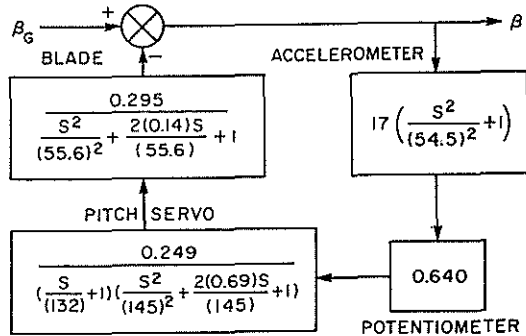 β_G + β
BLADE − ACCELEROMETER
0.295
S²/(55.6)² + 2(0.14)S/(55.6) + 1
17 ( S²/(54.5)² + 1 )
PITCH SERVO
0.249
(S/(132) + 1)(S²/(145)² + 2(0.69)S/(145) + 1)
0.640
POTENTIOMETER